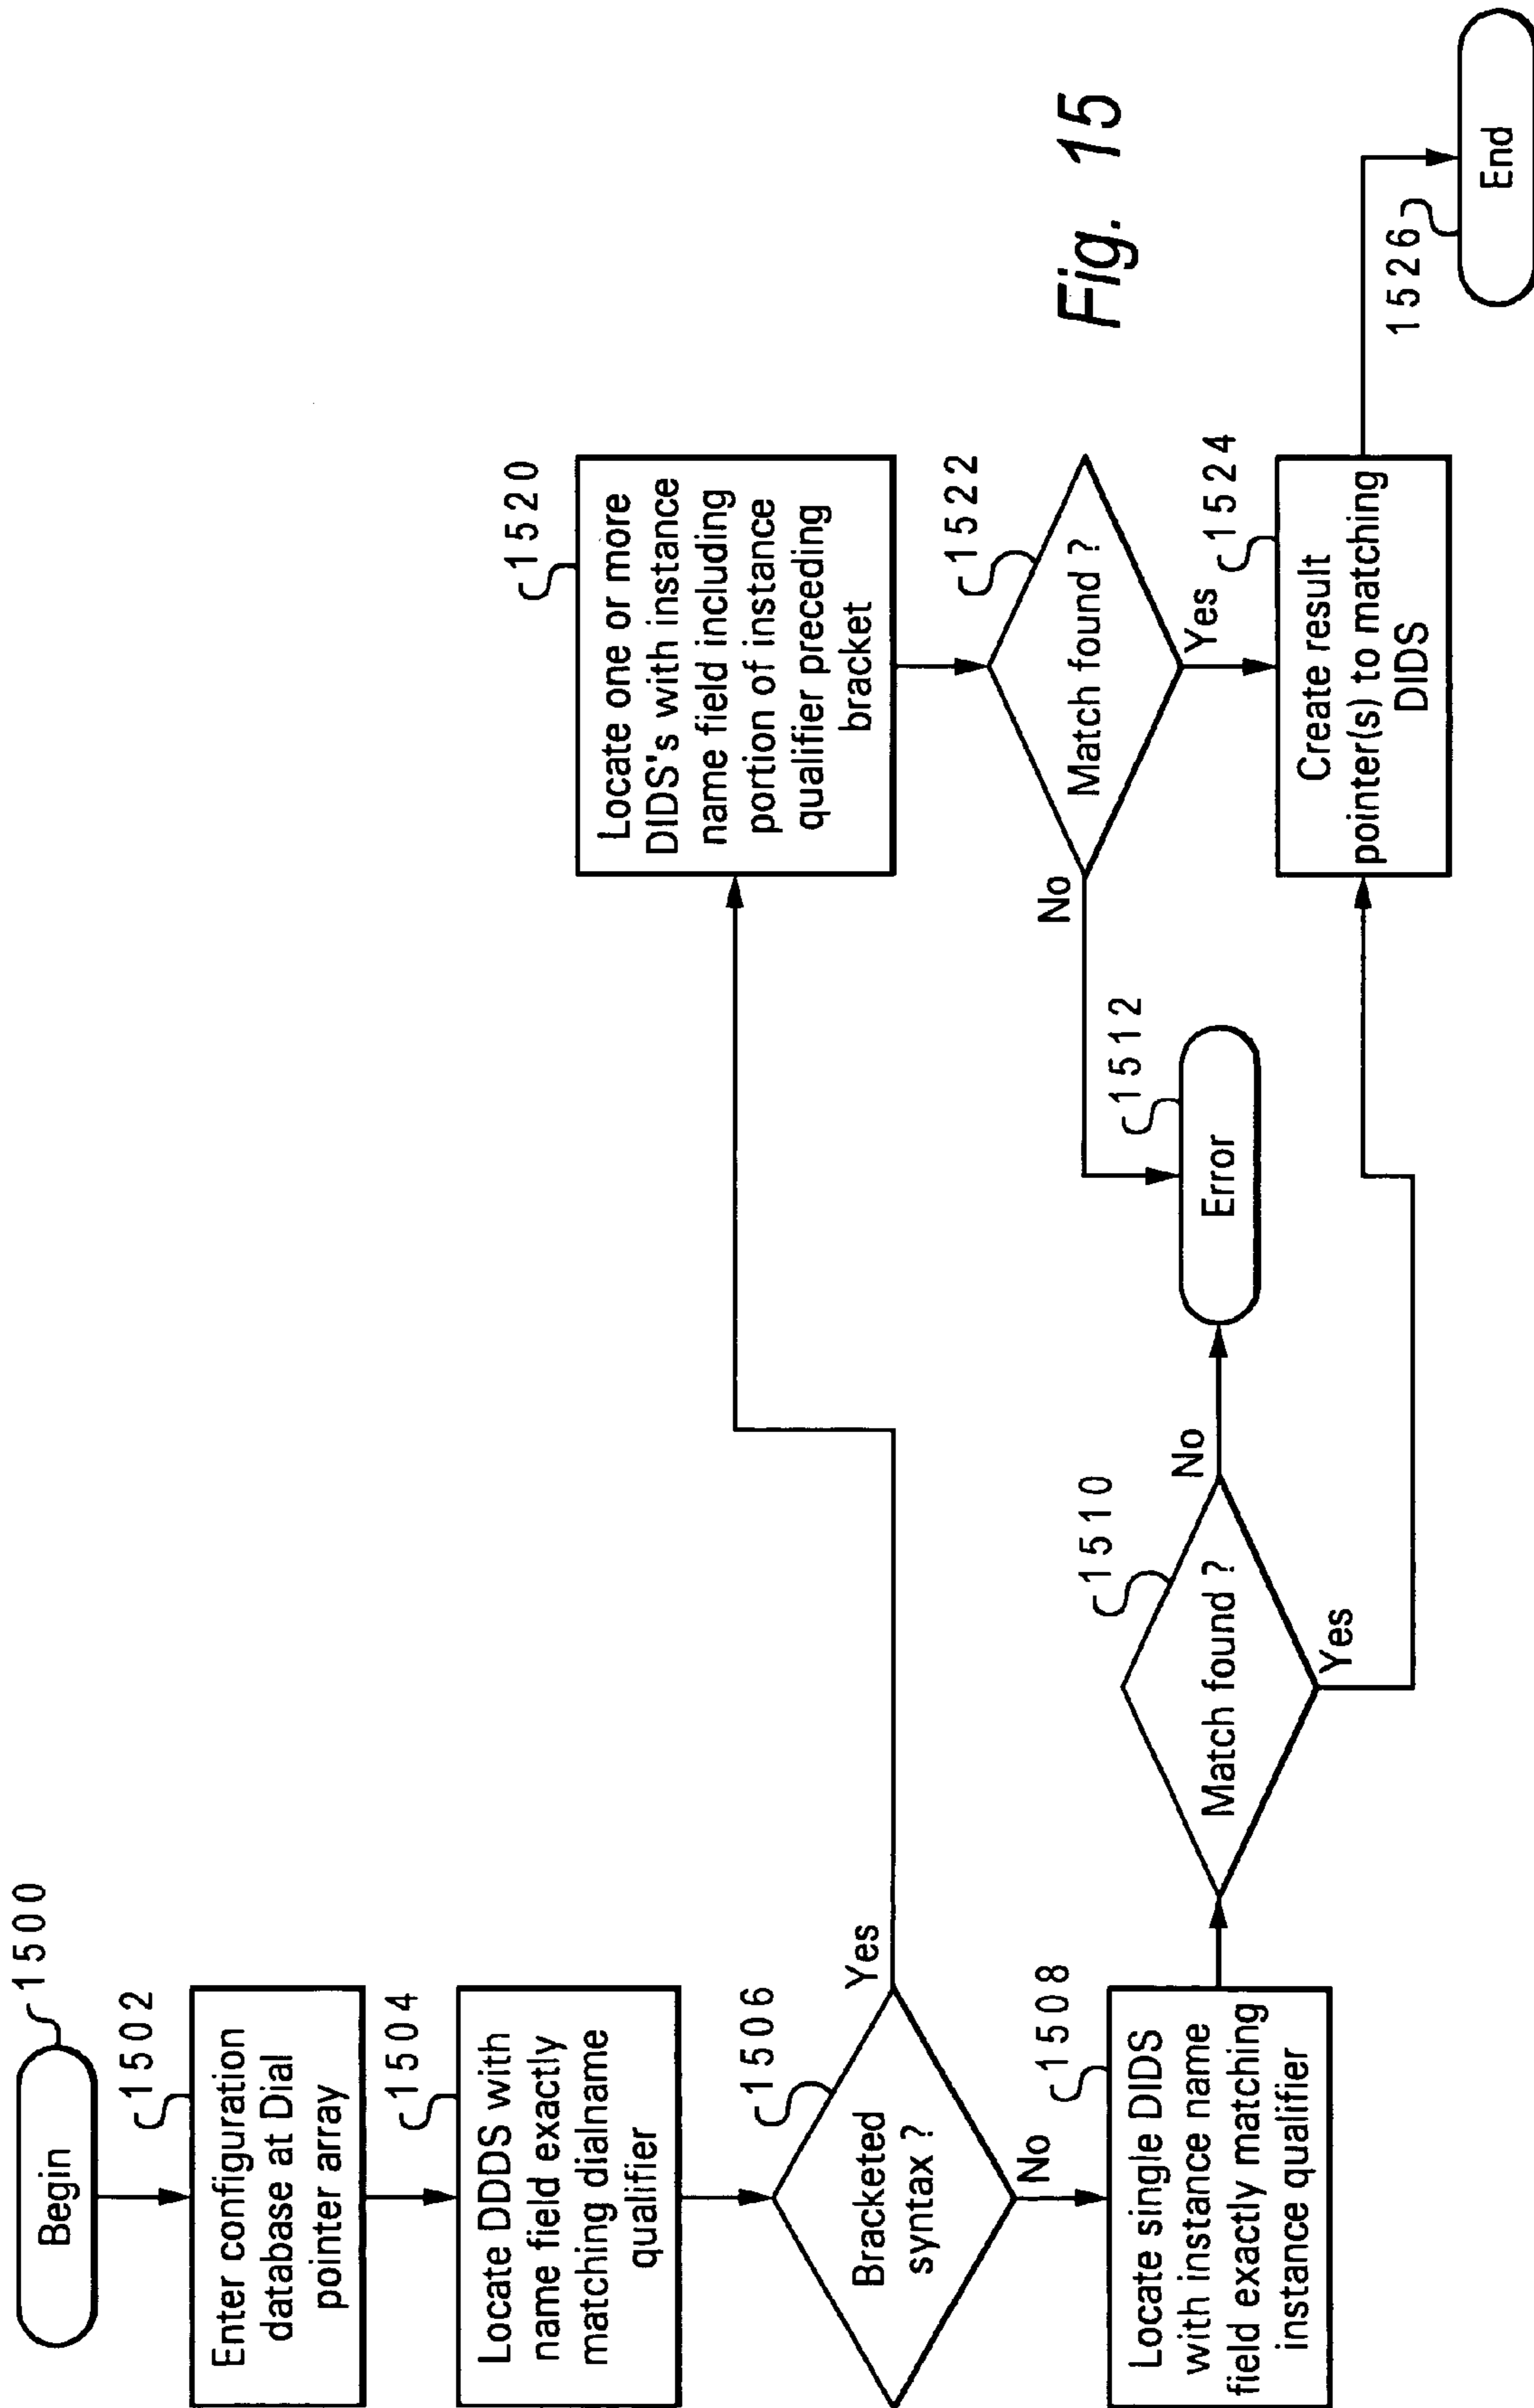 Begin
1500
1502
Enter configuration
database at Dial
pointer array
1504
Locate DDDS with
name field exactly
matching dialname
qualifier
1506
Bracketed
syntax ?
Yes
No
1508
Locate single DIDS
with instance name
field exactly matching
instance qualifier
1510
Match found ?
No
Yes
1512
Error
1520
Locate one or more
DIDS's with instance
name field including
portion of instance
qualifier preceding
bracket
1522
Match found ?
No
Yes
1524
Create result
pointer(s) to matching
DIDS
1526
End
Fig. 15